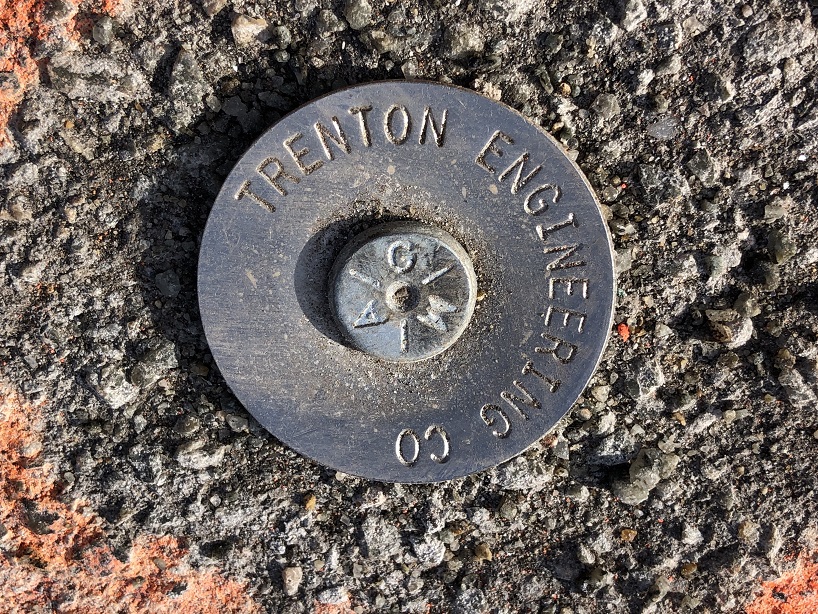 TRENTON ENGINEERING CO
G W A